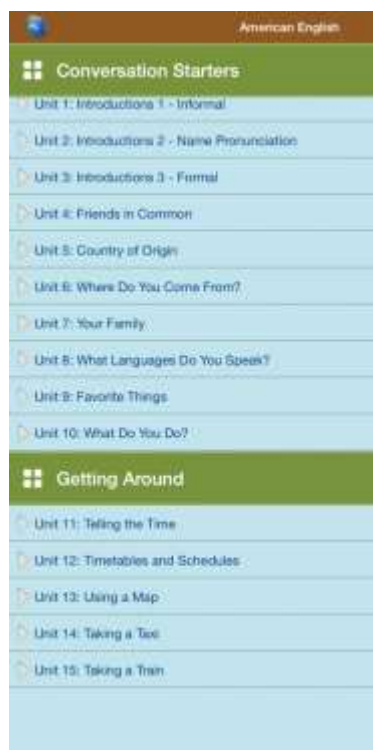 American English
Conversation Starters
Unit 1: Introductions 1 - Informal
Unit 2: Introductions 2 - Name Pronunciation
Unit 3: Introductions 3 - Formal
Unit 4: Friends in Common
Unit 5: Country of Origin
Unit 6: Where Do You Come From?
Unit 7: Your Family
Unit 8: What Languages Do You Speak?
Unit 9: Favorite Things
Unit 10: What Do You Do?
Getting Around
Unit 11: Telling the Time
Unit 12: Timetables and Schedules
Unit 13: Using a Map
Unit 14: Taking a Taxi
Unit 15: Taking a Train